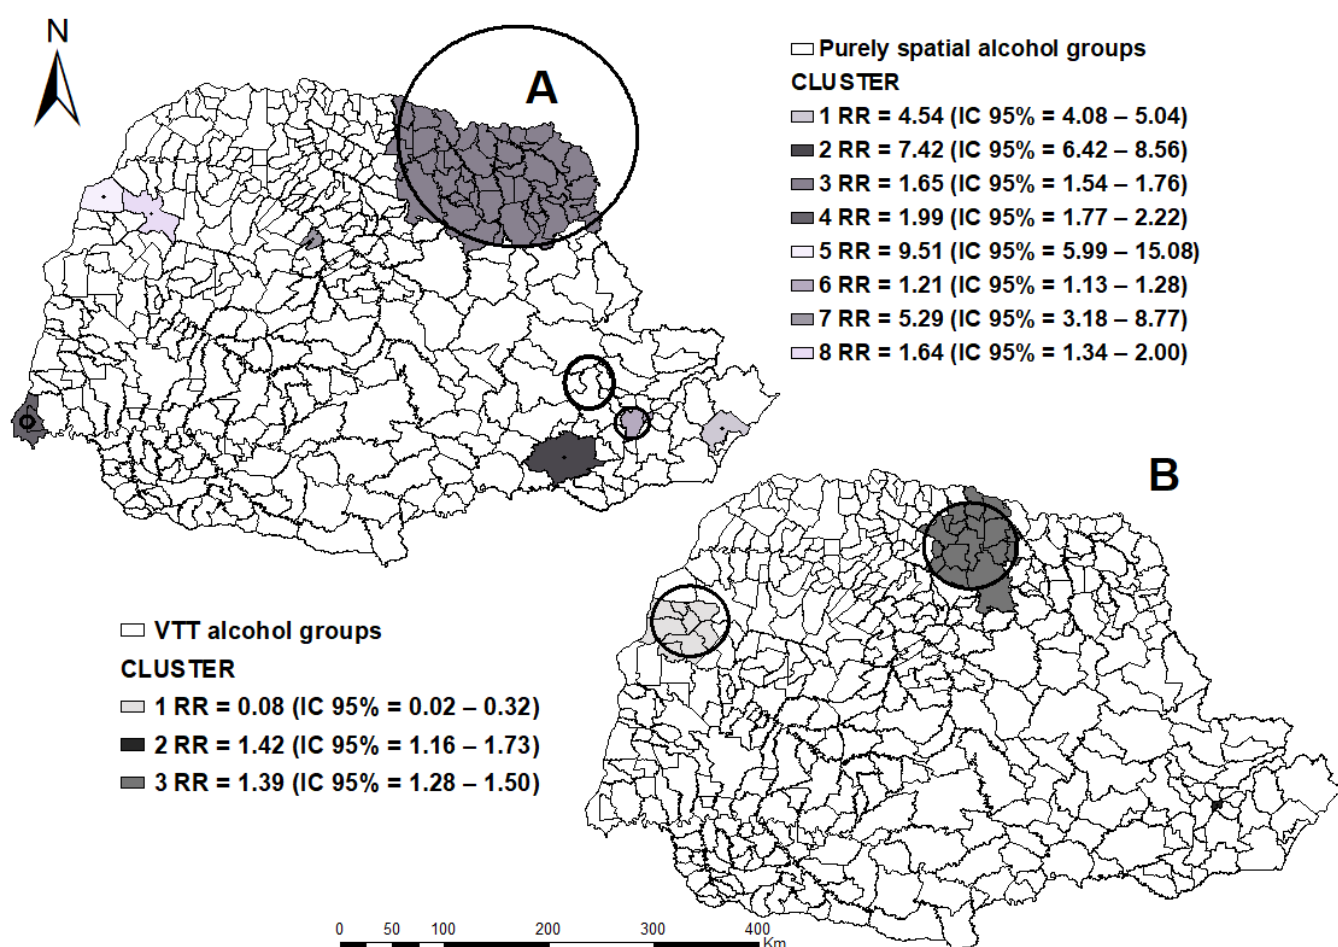 N
A
Purely spatial alcohol groups
CLUSTER
1 RR = 4.54 (IC 95% = 4.08 – 5.04)
2 RR = 7.42 (IC 95% = 6.42 – 8.56)
3 RR = 1.65 (IC 95% = 1.54 – 1.76)
4 RR = 1.99 (IC 95% = 1.77 – 2.22)
5 RR = 9.51 (IC 95% = 5.99 – 15.08)
6 RR = 1.21 (IC 95% = 1.13 – 1.28)
7 RR = 5.29 (IC 95% = 3.18 – 8.77)
8 RR = 1.64 (IC 95% = 1.34 – 2.00)
B
VTT alcohol groups
CLUSTER
1 RR = 0.08 (IC 95% = 0.02 – 0.32)
2 RR = 1.42 (IC 95% = 1.16 – 1.73)
3 RR = 1.39 (IC 95% = 1.28 – 1.50)
0 50 100 200 300 400
Km